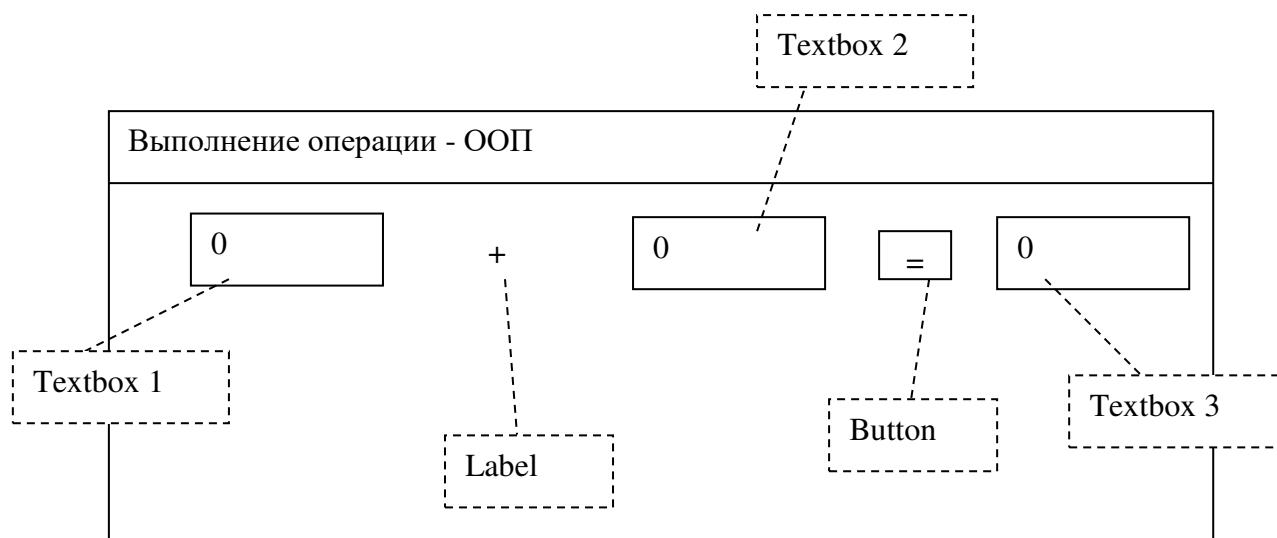 Textbox 2
Выполнение операции - ООП
0
+
0
=
0
Textbox 1
Textbox 3
Button
Label